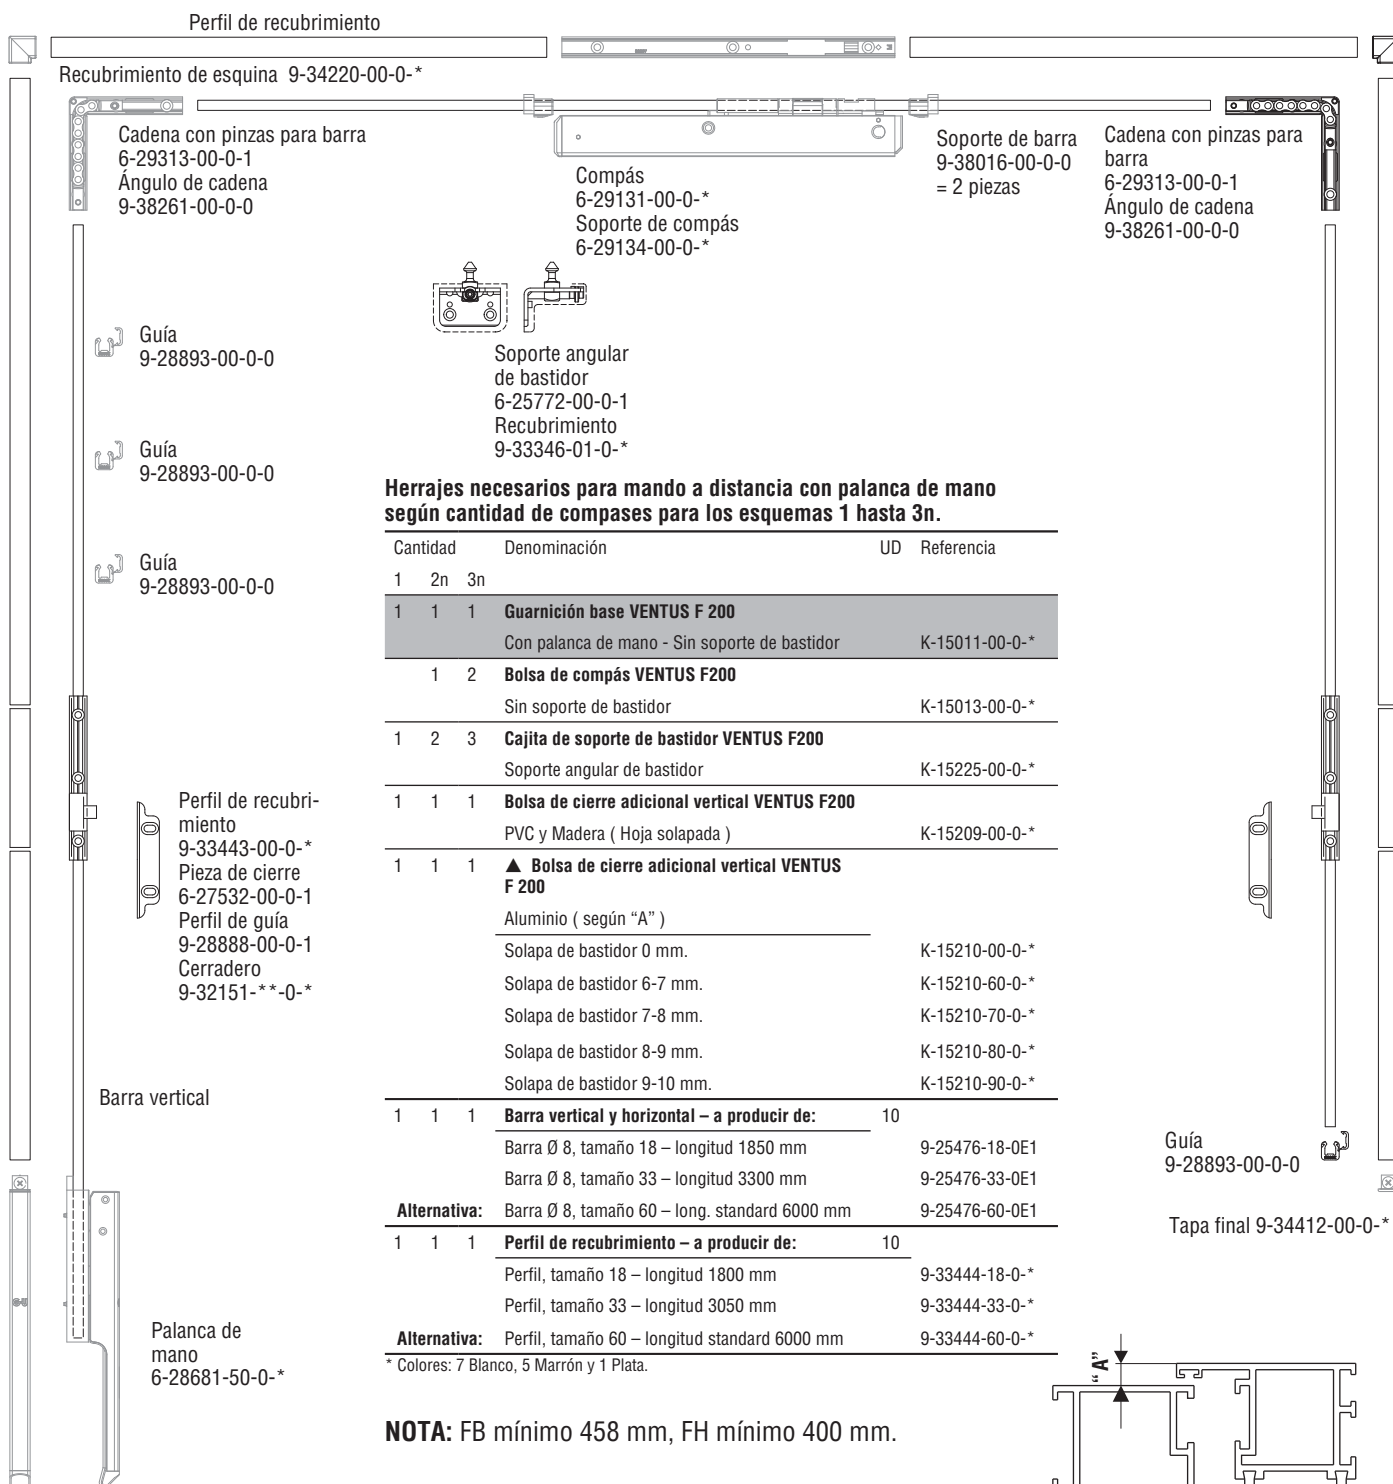 Perfil de recubrimiento
Recubrimiento de esquina 9-34220-00-0-*
Cadena con pinzas para barra
6-29313-00-0-1
Ángulo de cadena
9-38261-00-0-0
Compás
6-29131-00-0-*
Soporte de compás
6-29134-00-0-*
Soporte de barra
9-38016-00-0-0
= 2 piezas
Cadena con pinzas para
barra
6-29313-00-0-1
Ángulo de cadena
9-38261-00-0-0
Guía
9-28893-00-0-0
Soporte angular
de bastidor
6-25772-00-0-1
Recubrimiento
9-33346-01-0-*
Guía
9-28893-00-0-0
Guía
9-28893-00-0-0
Herrajes necesarios para mando a distancia con palanca de mano
según cantidad de compases para los esquemas 1 hasta 3n.
Cantidad Denominación UD Referencia
1 2n 3n
1 1 1 Guarnición base VENTUS F 200
Con palanca de mano - Sin soporte de bastidor K-15011-00-0-*
1 2 Bolsa de compás VENTUS F200
Sin soporte de bastidor K-15013-00-0-*
1 2 3 Cajita de soporte de bastidor VENTUS F200
Soporte angular de bastidor K-15225-00-0-*
1 1 1 Bolsa de cierre adicional vertical VENTUS F200
PVC y Madera ( Hoja solapada ) K-15209-00-0-*
1 1 1 ▲ Bolsa de cierre adicional vertical VENTUS
F 200
Aluminio ( según “A” )
Solapa de bastidor 0 mm. K-15210-00-0-*
Solapa de bastidor 6-7 mm. K-15210-60-0-*
Solapa de bastidor 7-8 mm. K-15210-70-0-*
Solapa de bastidor 8-9 mm. K-15210-80-0-*
Solapa de bastidor 9-10 mm. K-15210-90-0-*
1 1 1 Barra vertical y horizontal – a producir de: 10
Barra Ø 8, tamaño 18 – longitud 1850 mm 9-25476-18-0E1
Barra Ø 8, tamaño 33 – longitud 3300 mm 9-25476-33-0E1
Alternativa: Barra Ø 8, tamaño 60 – long. standard 6000 mm 9-25476-60-0E1
1 1 1 Perfil de recubrimiento – a producir de: 10
Perfil, tamaño 18 – longitud 1800 mm 9-33444-18-0-*
Perfil, tamaño 33 – longitud 3050 mm 9-33444-33-0-*
Alternativa: Perfil, tamaño 60 – longitud standard 6000 mm 9-33444-60-0-*
* Colores: 7 Blanco, 5 Marrón y 1 Plata.
Perfil de recubri-
miento
9-33443-00-0-*
Pieza de cierre
6-27532-00-0-1
Perfil de guía
9-28888-00-0-1
Cerradero
9-32151-**-0-*
Barra vertical
Palanca de
mano
6-28681-50-0-*
Guía
9-28893-00-0-0
Tapa final 9-34412-00-0-*
“A”
NOTA: FB mínimo 458 mm, FH mínimo 400 mm.